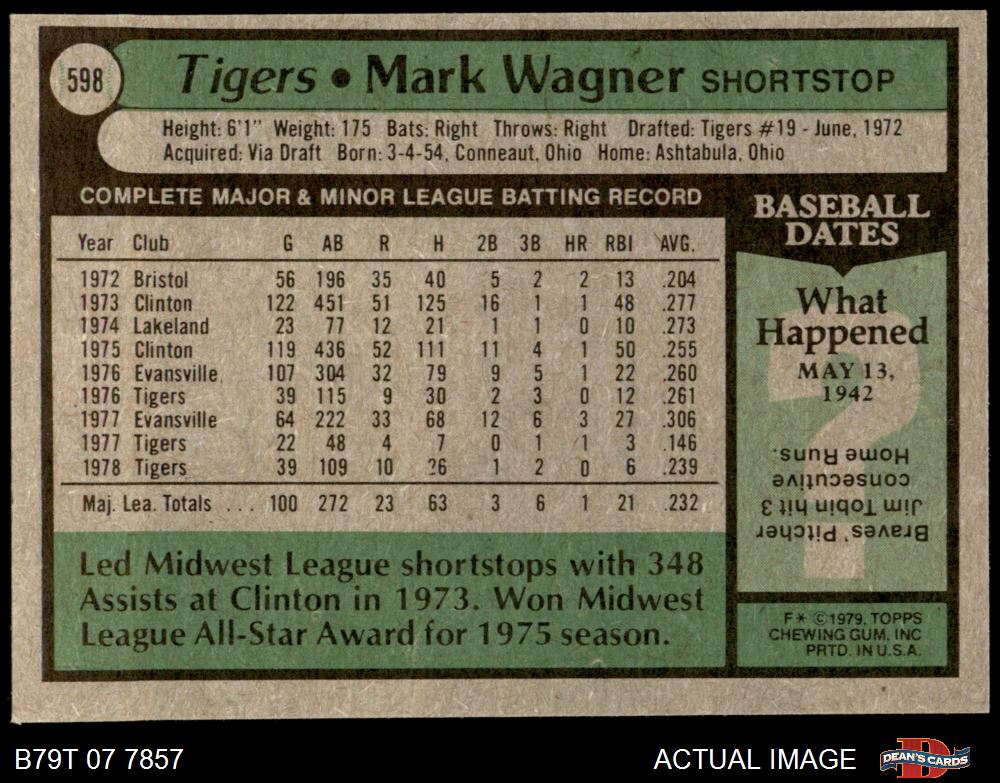 598
Tigers • Mark Wagner SHORTSTOP
Height: 6'1" Weight: 175 Bats: Right Throws: Right Drafted: Tigers #19 - June, 1972
Acquired: Via Draft Born: 3-4-54, Conneaut, Ohio Home: Ashtabula, Ohio
COMPLETE MAJOR & MINOR LEAGUE BATTING RECORD
Year Club G AB R H 2B 3B HR RBI AVG.
1972 Bristol 56 196 35 40 5 2 2 13 .204
1973 Clinton 122 451 51 125 16 1 1 48 .277
1974 Lakeland 23 77 12 21 1 1 0 10 .273
1975 Clinton 119 436 52 111 11 4 1 50 .255
1976 Evansville 107 304 32 79 9 5 1 22 .260
1976 Tigers 39 115 9 30 2 3 0 12 .261
1977 Evansville 64 222 33 68 12 6 3 27 .306
1977 Tigers 22 48 4 7 0 1 1 3 .146
1978 Tigers 39 109 10 26 1 2 0 6 .239
Maj. Lea. Totals ... 100 272 23 63 3 6 1 21 .232
Led Midwest League shortstops with 348
Assists at Clinton in 1973. Won Midwest
League All-Star Award for 1975 season.
BASEBALL
DATES
What
Happened
MAY 13,
1942
?
Braves' Pitcher
Jim Tobin hit 3
consecutive
Home Runs.
F* ©1979, TOPPS
CHEWING GUM, INC
PRTD. IN U.S.A.
B79T 07 7857
ACTUAL IMAGE
D
DEAN'S CARDS